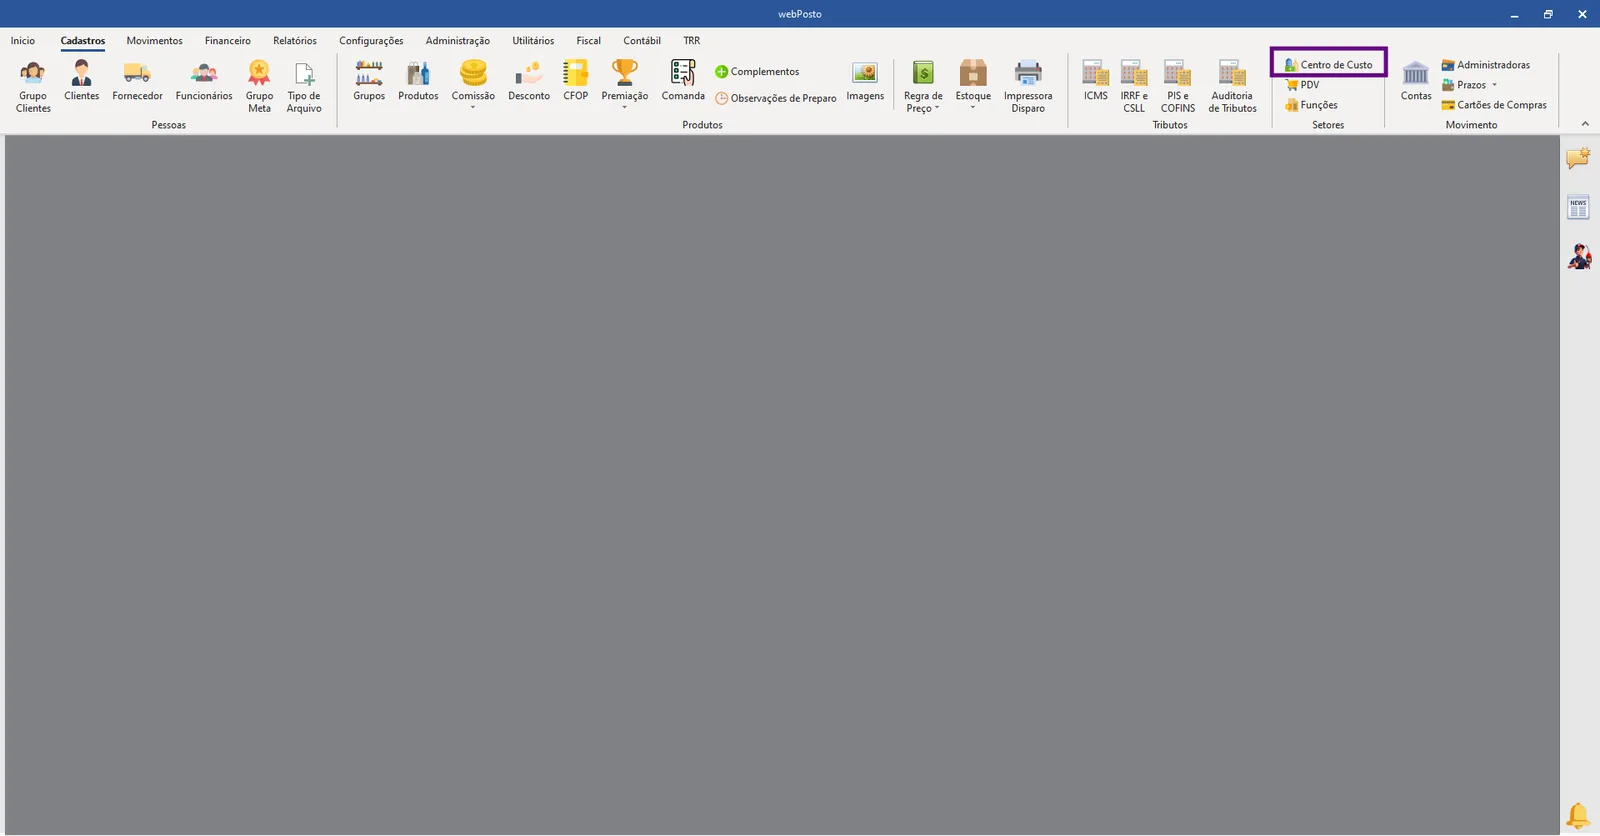 webPosto
Inicio Cadastros Movimentos Financeiro Relatórios Configurações Administração Utilitários Fiscal Contábil TRR
Grupo Clientes
Clientes
Fornecedor
Funcionários
Grupo Meta
Tipo de Arquivo
Pessoas
Grupos
Produtos
Comissão
Desconto
CFOP
Premiação
Comanda
Complementos
Observações de Preparo
Imagens
Regra de Preço
Estoque
Impressora Disparo
Produtos
ICMS
IRRF e CSLL
PIS e COFINS
Auditoria de Tributos
Tributos
Centro de Custo
PDV
Funções
Setores
Contas
Administradoras
Prazos
Cartões de Compras
Movimento
NEWS